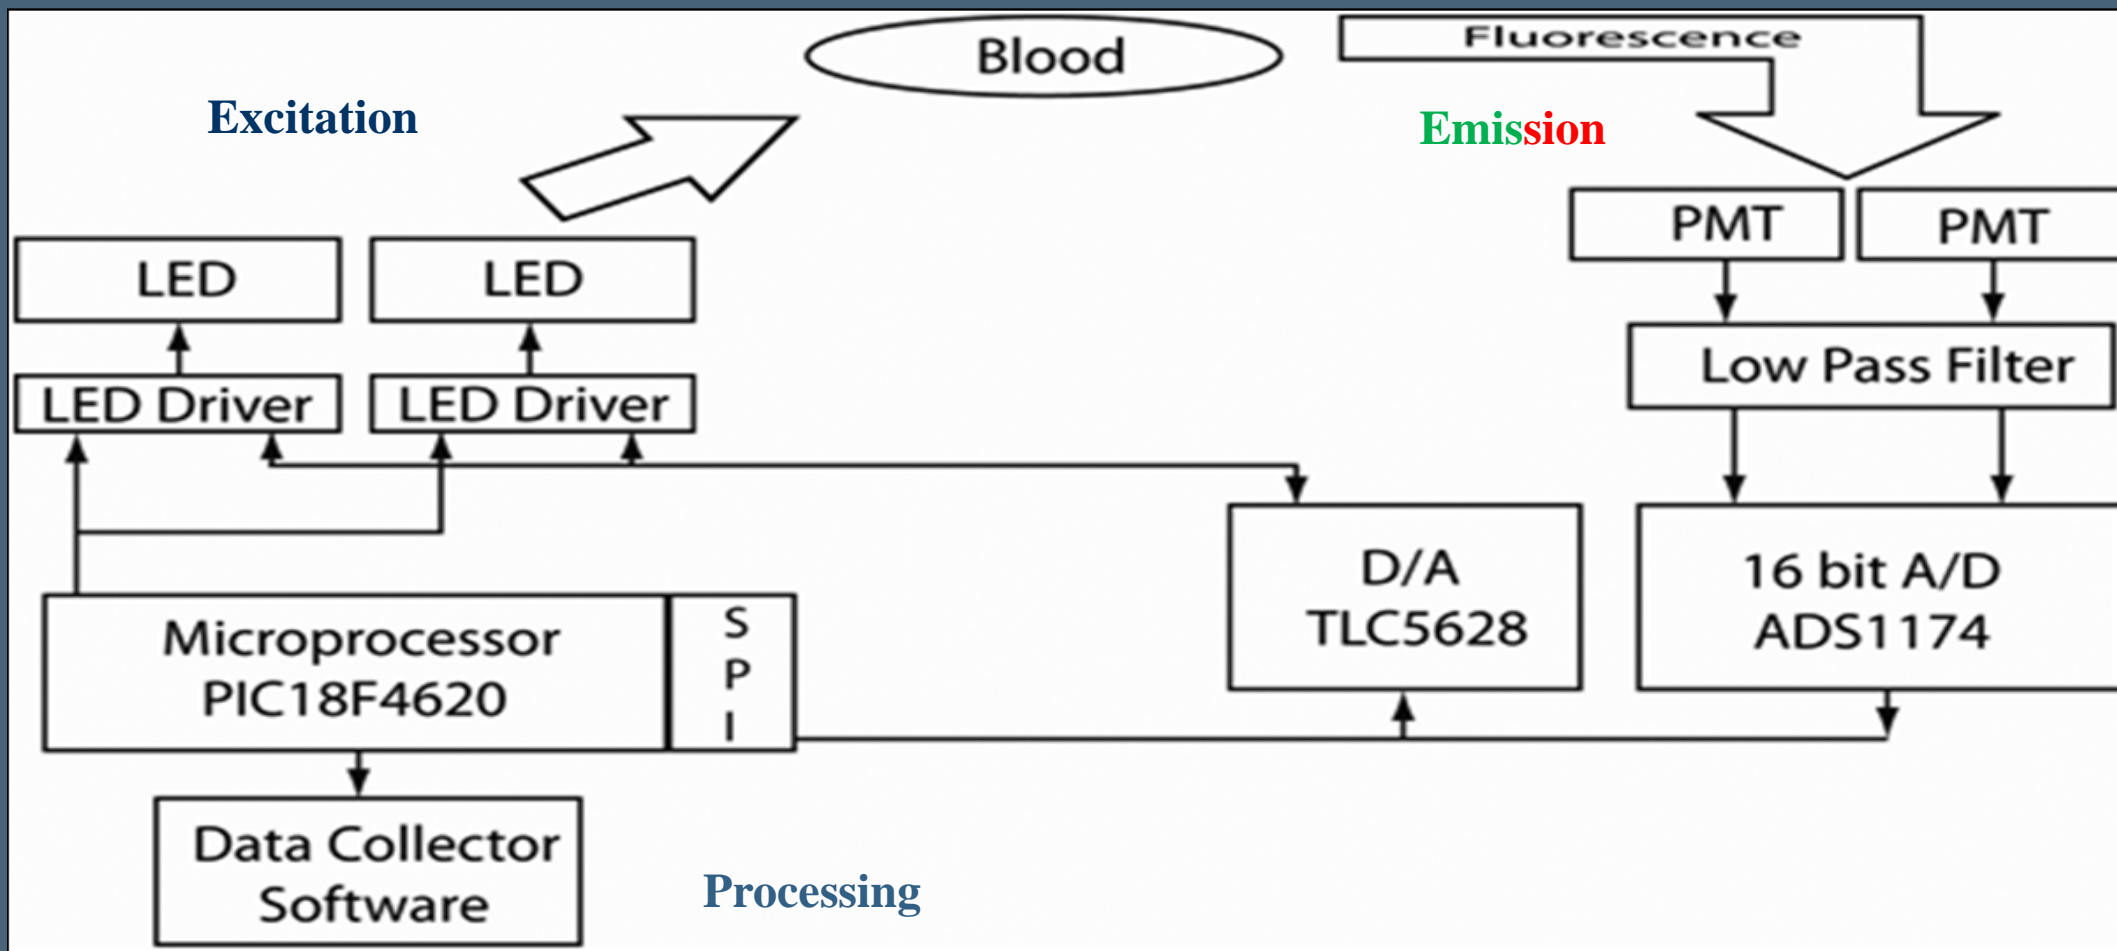 Blood
Fluorescence
Excitation
Emission
PMT
PMT
LED
LED
Low Pass Filter
LED Driver
LED Driver
D/A
TLC5628
16 bit A/D
ADS1174
Microprocessor
PIC18F4620
S
P
I
Data Collector
Software
Processing